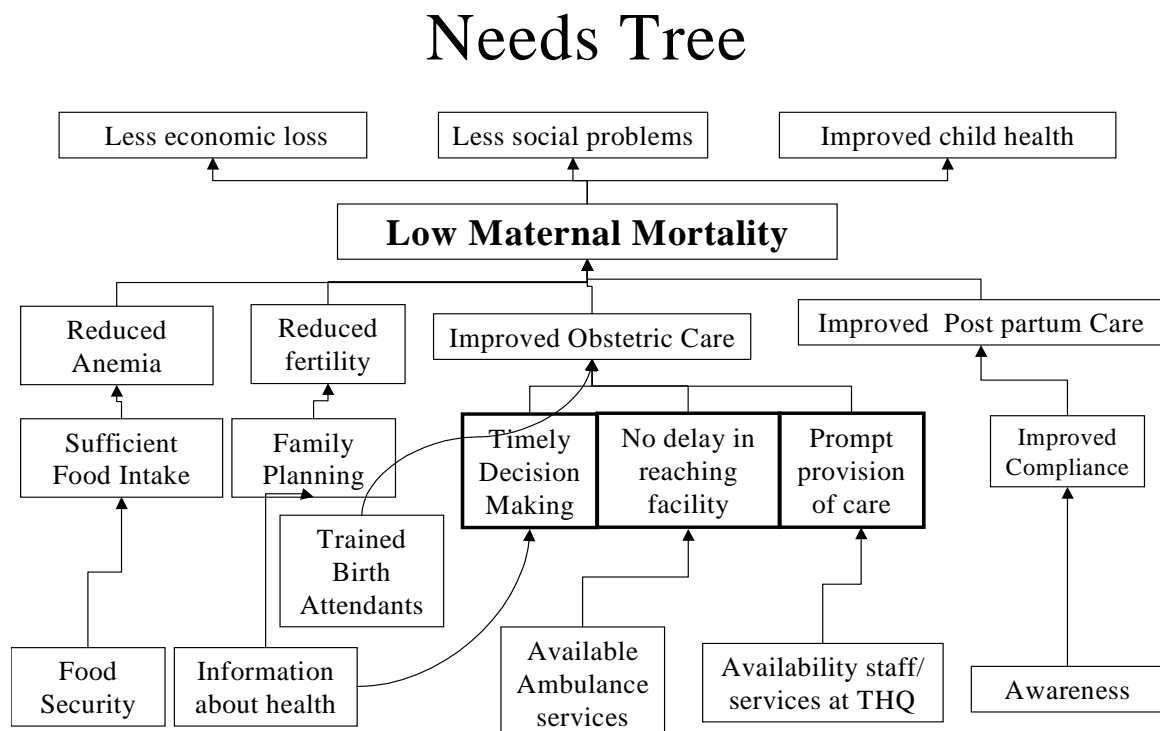 Needs Tree
Less economic loss
Less social problems
Improved child health
Low Maternal Mortality
Reduced
Anemia
Reduced
fertility
Improved Obstetric Care
Improved Post partum Care
Sufficient
Food Intake
Family
Planning
Timely
Decision
Making
No delay in
reaching
facility
Prompt
provision
of care
Improved
Compliance
Trained
Birth
Attendants
Food
Security
Information
about health
Available
Ambulance
services
Availability staff/
services at THQ
Awareness